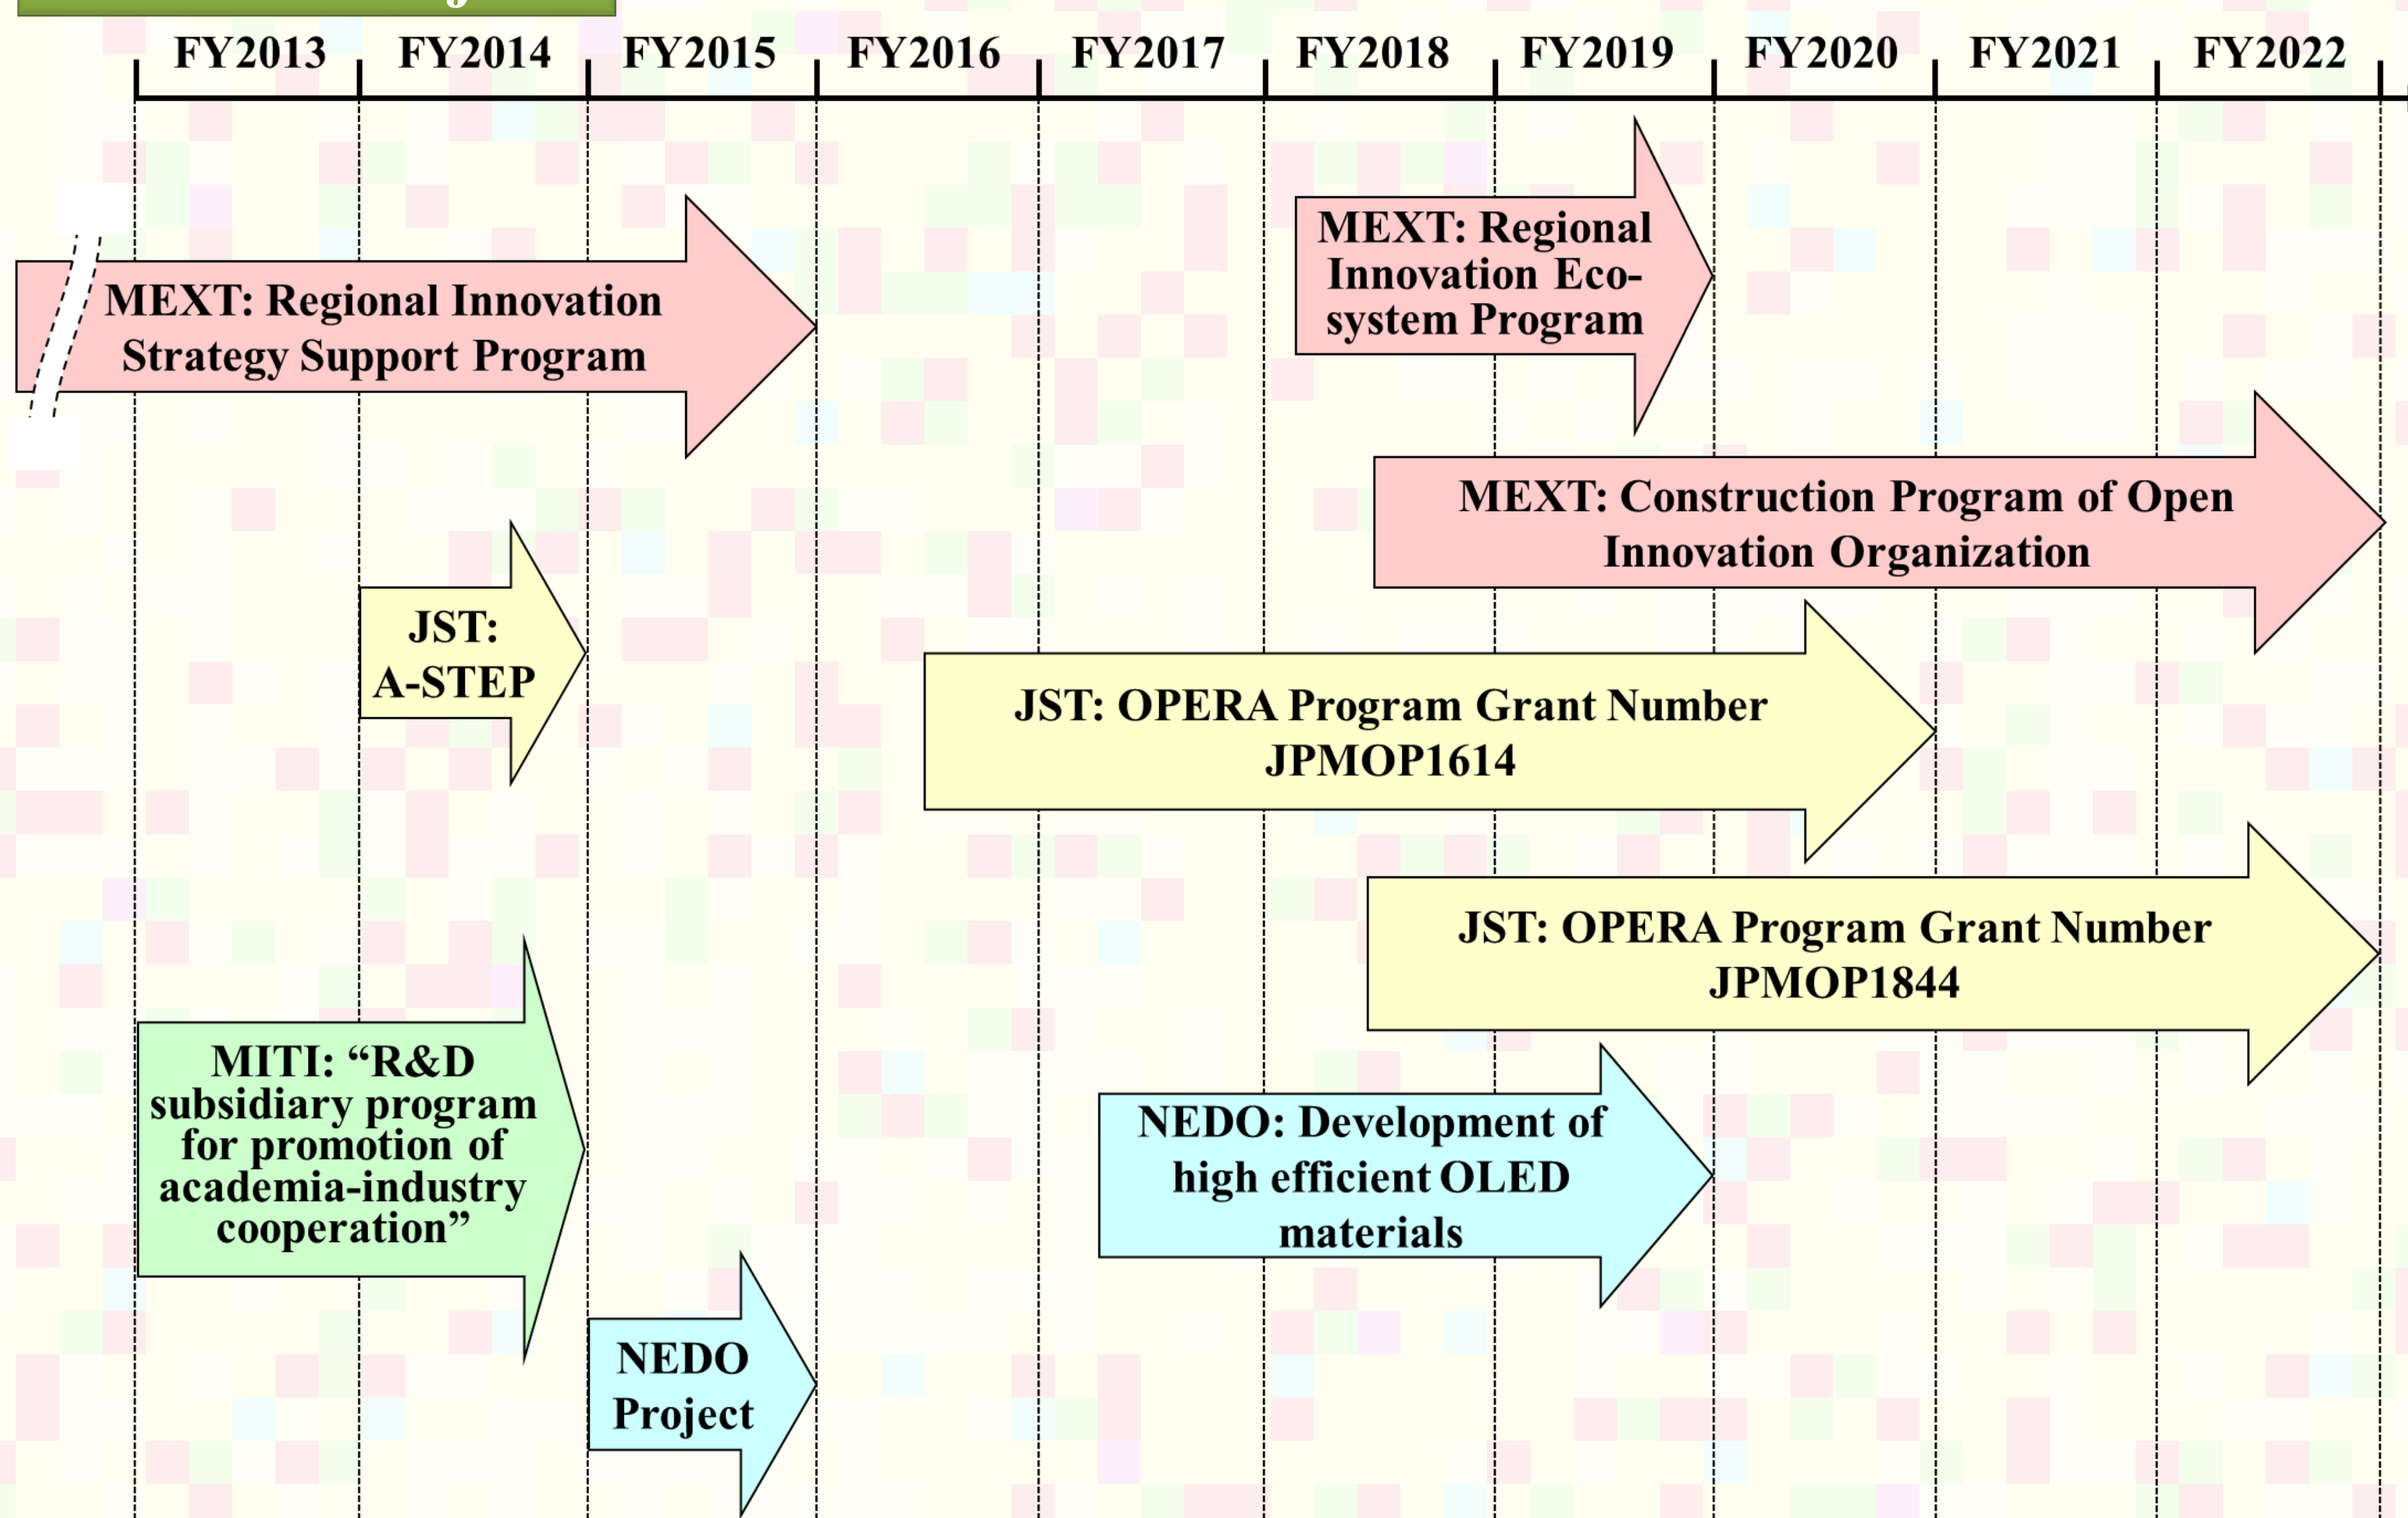 FY2013 FY2014 FY2015 FY2016 FY2017 FY2018 FY2019 FY2020 FY2021 FY2022
MEXT: Regional Innovation
Strategy Support Program
MEXT: Regional
Innovation Eco-
system Program
MEXT: Construction Program of Open
Innovation Organization
JST:
A-STEP
JST: OPERA Program Grant Number
JPMOP1614
JST: OPERA Program Grant Number
JPMOP1844
MITI: “R&D
subsidiary program
for promotion of
academia-industry
cooperation”
NEDO: Development of
high efficient OLED
materials
NEDO
Project